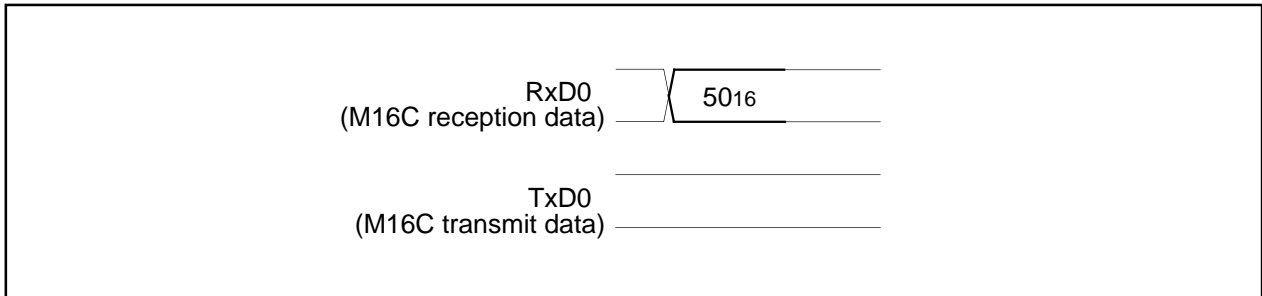 RxD0
(M16C reception data)
5016
TxD0
(M16C transmit data)